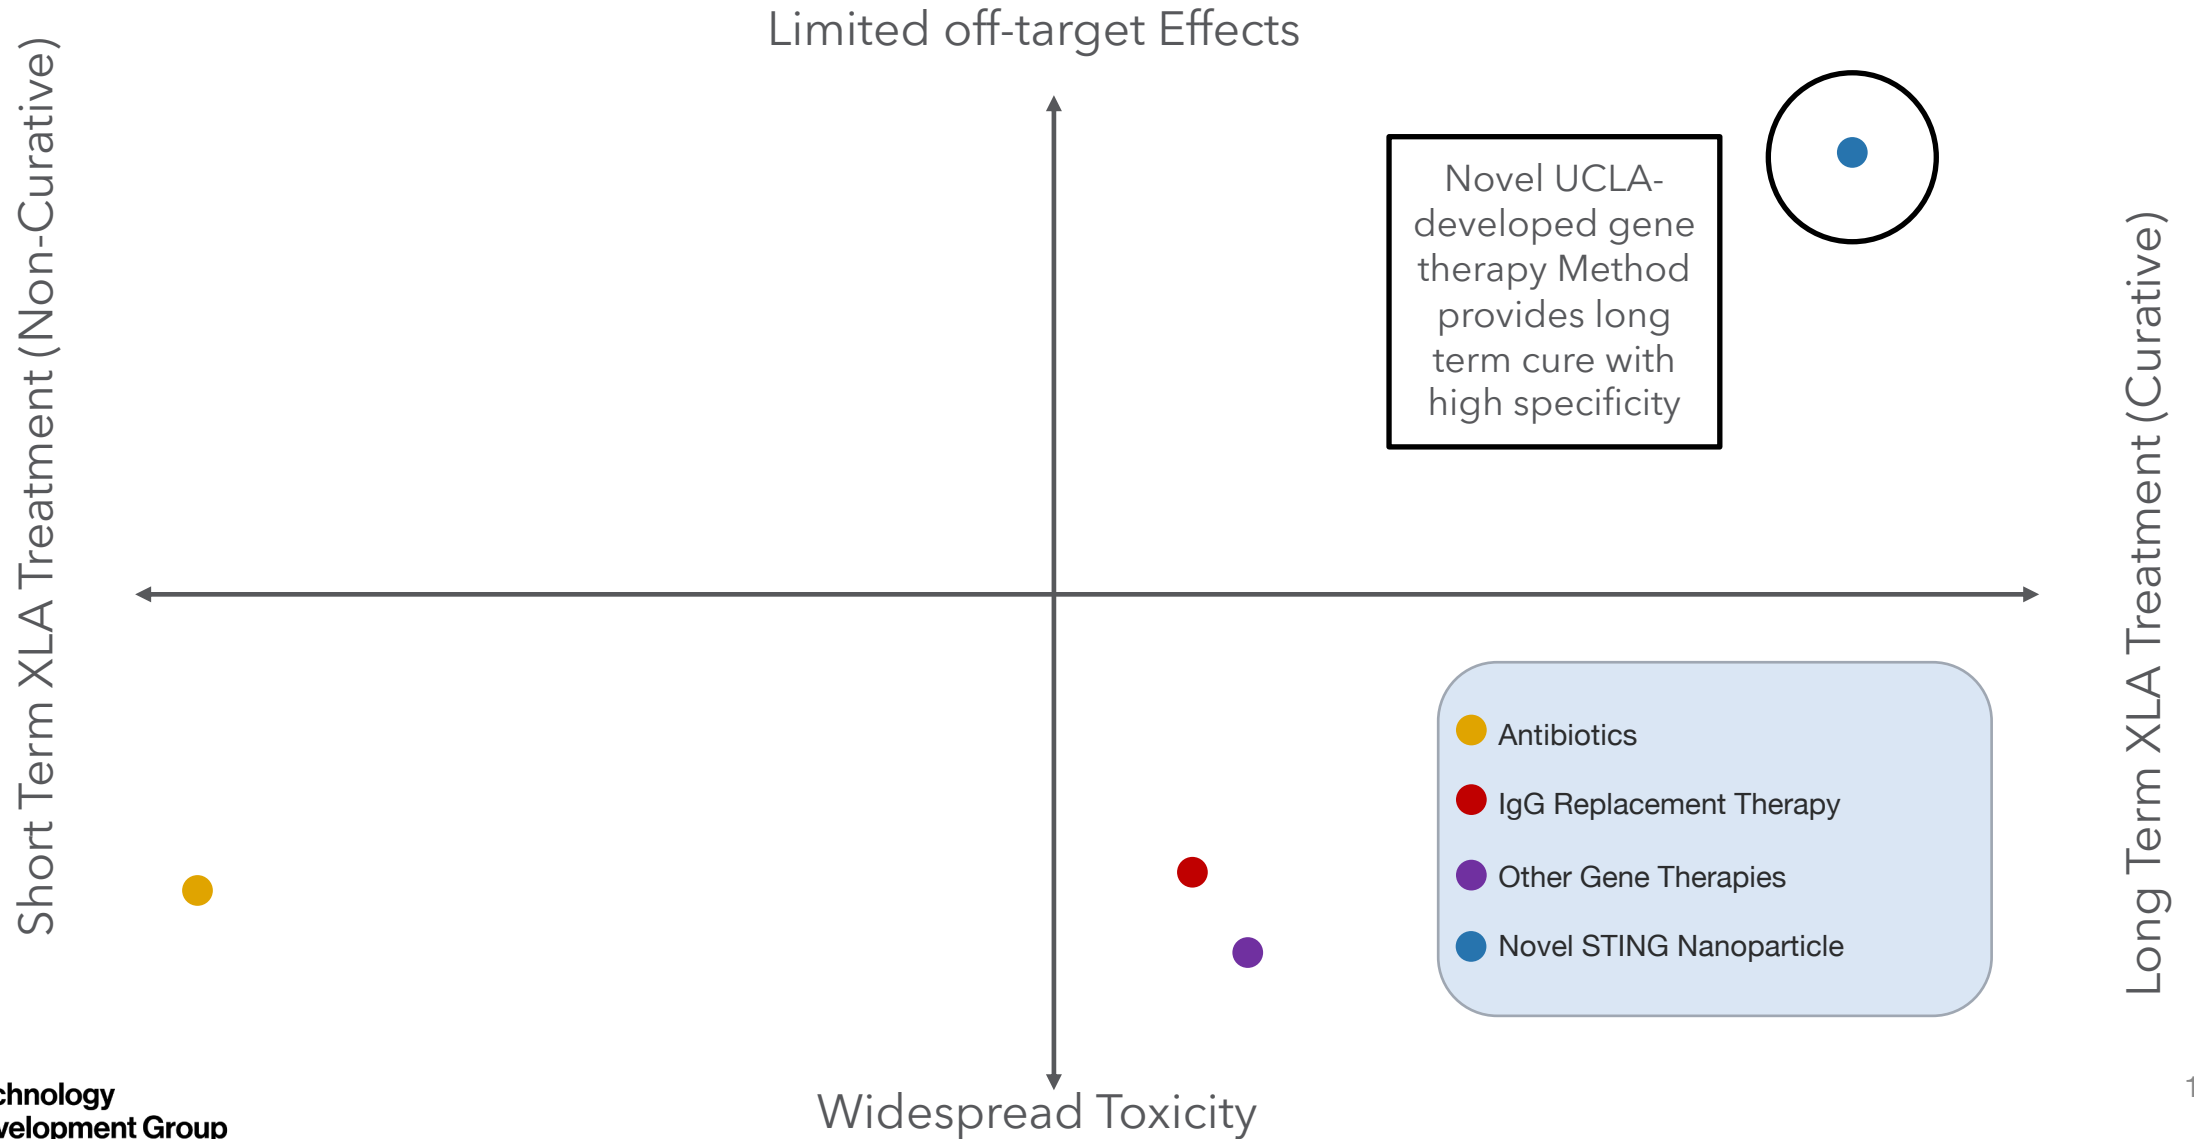 Limited off-target Effects
Short Term XLA Treatment (Non-Curative)
Novel UCLA-
developed gene
therapy Method
provides long
term cure with
high specificity
Long Term XLA Treatment (Curative)
Antibiotics
IgG Replacement Therapy
Other Gene Therapies
Novel STING Nanoparticle
Widespread Toxicity
chnology
velopment Group
1